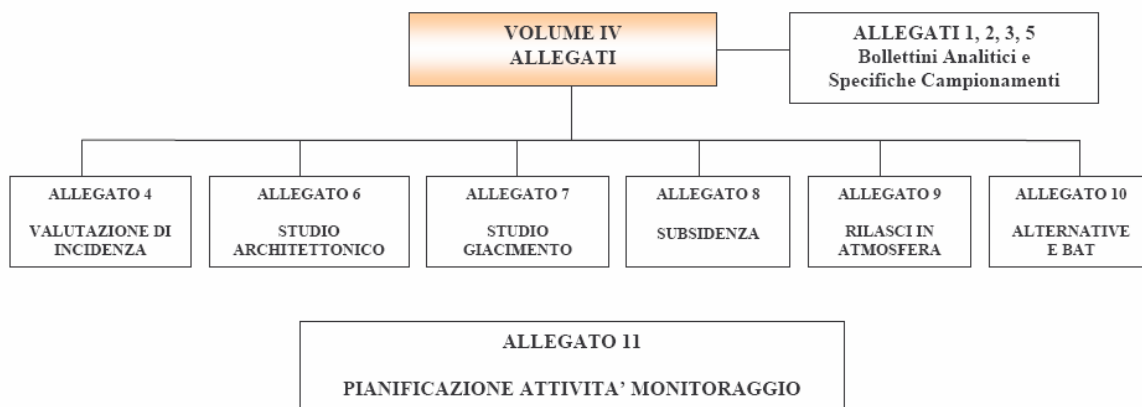 VOLUME IV
ALLEGATI
ALLEGATI 1, 2, 3, 5
Bollettini Analitici e
Specifiche Campionamenti
ALLEGATO 4
VALUTAZIONE DI
INCIDENZA
ALLEGATO 6
STUDIO
ARCHITETTONICO
ALLEGATO 7
STUDIO
GIACIMENTO
ALLEGATO 8
SUBSIDENZA
ALLEGATO 9
RILASCI IN
ATMOSFERA
ALLEGATO 10
ALTERNATIVE
E BAT
ALLEGATO 11
PIANIFICAZIONE ATTIVITA’ MONITORAGGIO